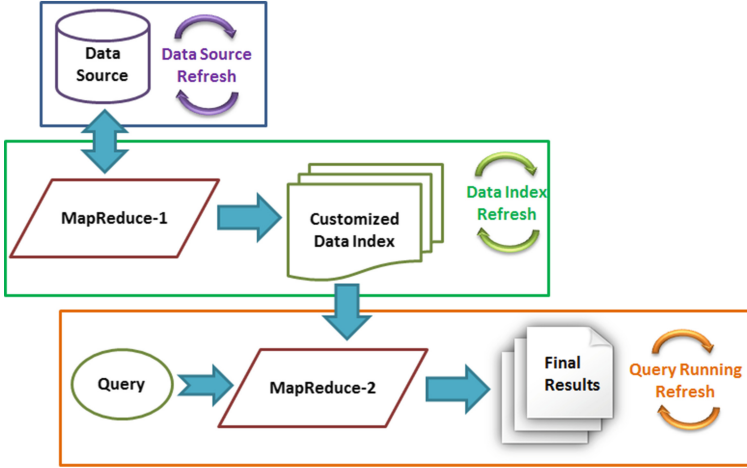 Data
Source
Data Source
Refresh
MapReduce-1
Customized
Data Index
Data Index
Refresh
Query
MapReduce-2
Final
Results
Query Running
Refresh